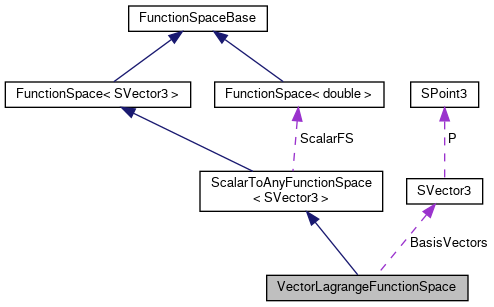 FunctionSpaceBase
FunctionSpace< SVector3 >
FunctionSpace< double >
SPoint3
ScalarFS
P
ScalarToAnyFunctionSpace
< SVector3 >
SVector3
BasisVectors
VectorLagrangeFunctionSpace